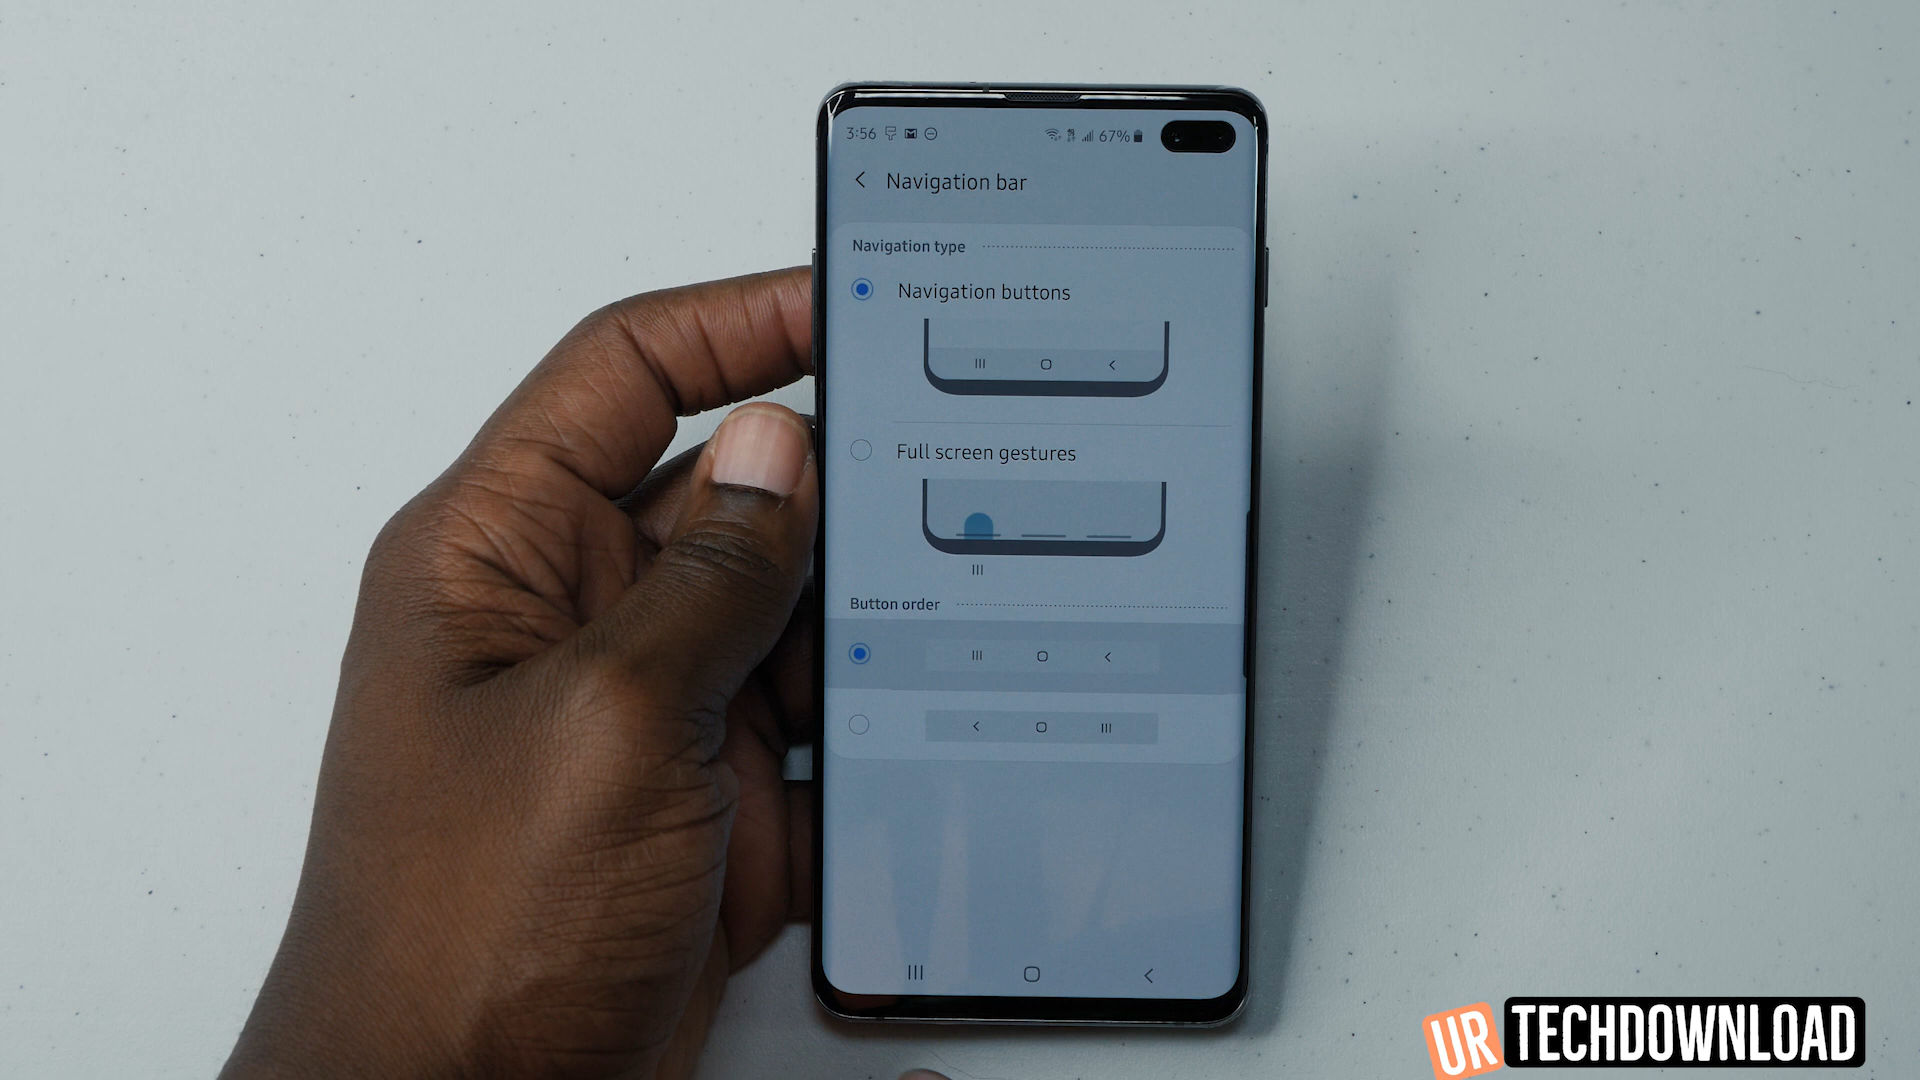 3:56 67%
Navigation bar
Navigation type
Navigation buttons
Full screen gestures
Button order
UR TECHDOWNLOAD